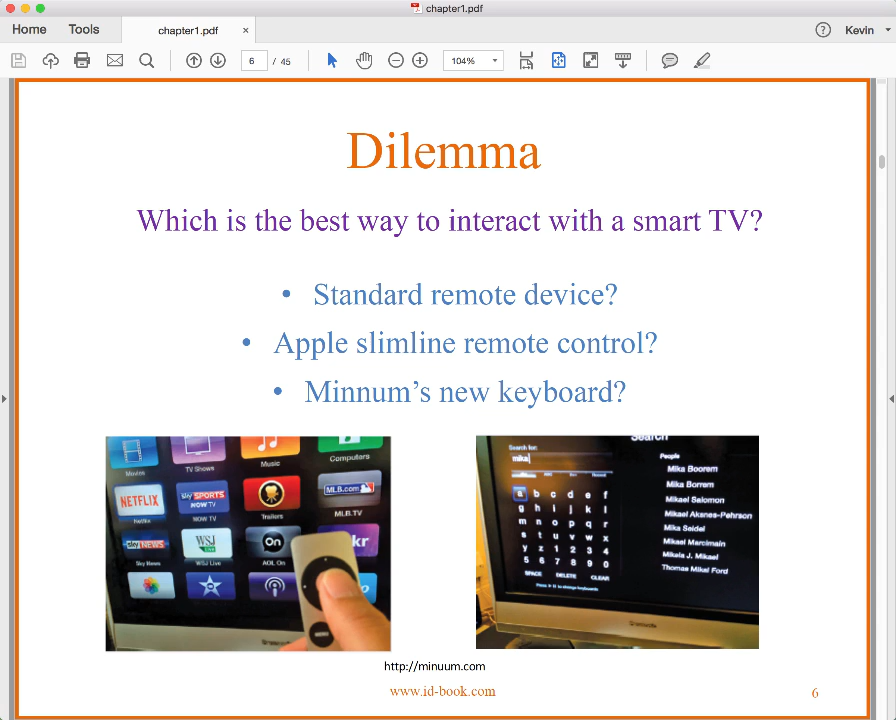 chapter1.pdf
Home
Tools
chapter1.pdf
×
?
Kevin
6
/ 45
104%
Dilemma
Which is the best way to interact with a smart TV?
• Standard remote device?
• Apple slimline remote control?
• Minnum’s new keyboard?
Movies
TV Shows
Music
Computers
NETFLIX
sky SPORTS
NOW TV
MLB.com
Netflix
NOW TV
Trailers
MLB.TV
sky NEWS
WSJ
Live
On
kr
Sky News
WSJ Live
AOL On
MENU
Search
Search for:
mika
People
Mika Boorem
Mika Borrem
Mikael Salomon
Mikael Aksnes-Pehrson
Mika Seidel
Mikael Marcimain
Mikala J. Mikael
Thomas Mikal Ford
a b c d e f
g h i j k l
m n o p q r
s t u v w x
y z 1 2 3 4
5 6 7 8 9 0
SPACE DELETE CLEAR
http://minuum.com
www.id-book.com
6